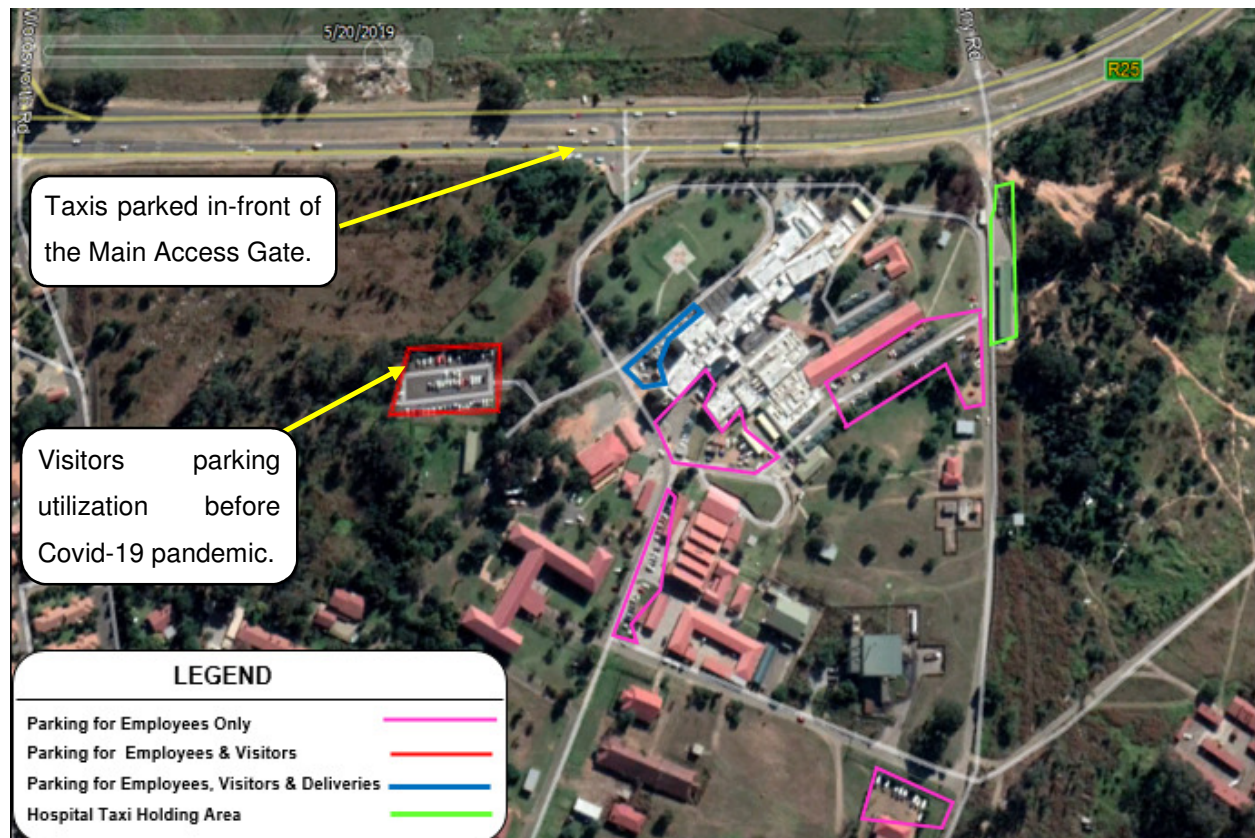 5/20/2019
R25
Taxis parked in-front of
the Main Access Gate.
Visitors parking
utilization before
Covid-19 pandemic.
LEGEND
Parking for Employees Only
Parking for Employees & Visitors
Parking for Employees, Visitors & Deliveries
Hospital Taxi Holding Area